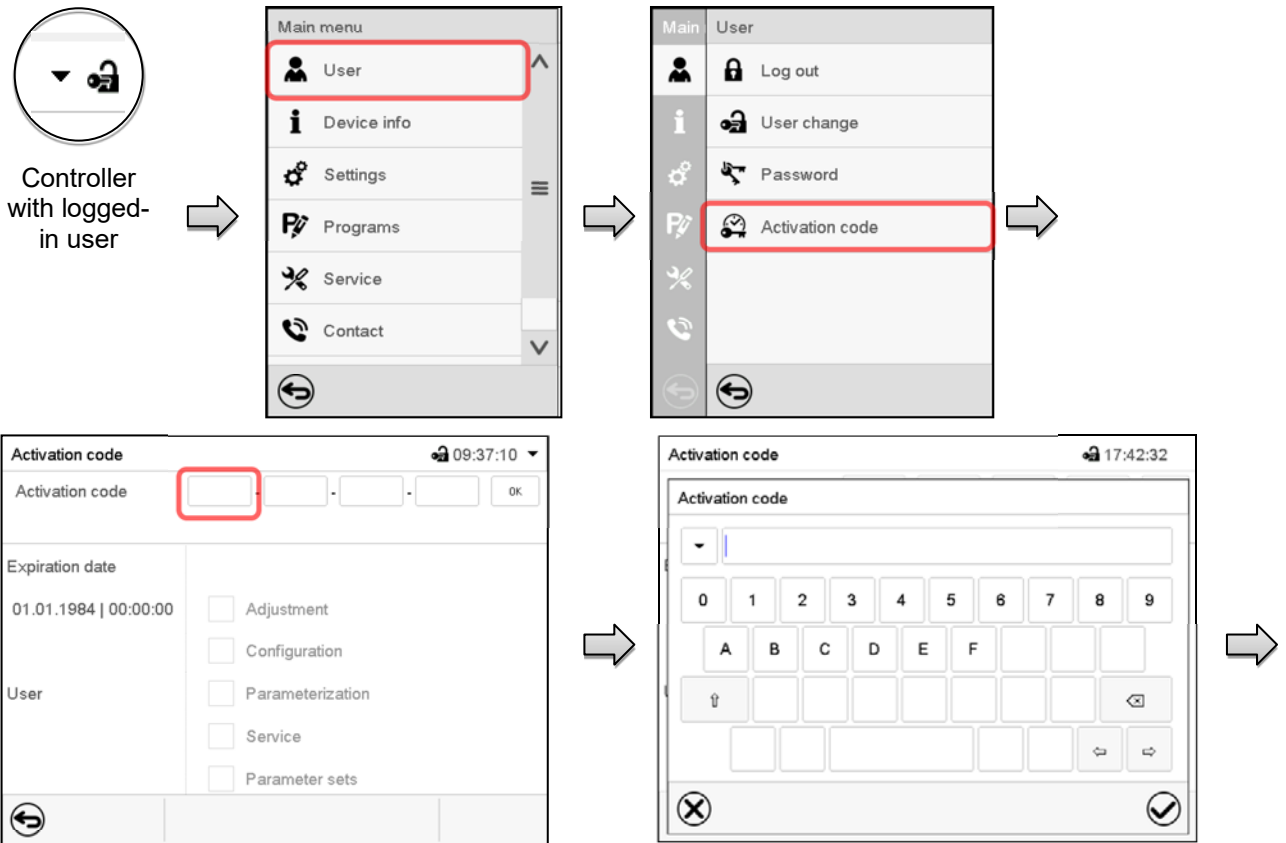 Controller
with logged-
in user
Main menu
User
Device info
Settings
Programs
Service
Contact
Main
User
Log out
User change
Password
Activation code
Activation code
09:37:10
Activation code
- - -
OK
Expiration date
01.01.1984 | 00:00:00
Adjustment
Configuration
User
Parameterization
Service
Parameter sets
Activation code
17:42:32
Activation code
0 1 2 3 4 5 6 7 8 9
A B C D E F